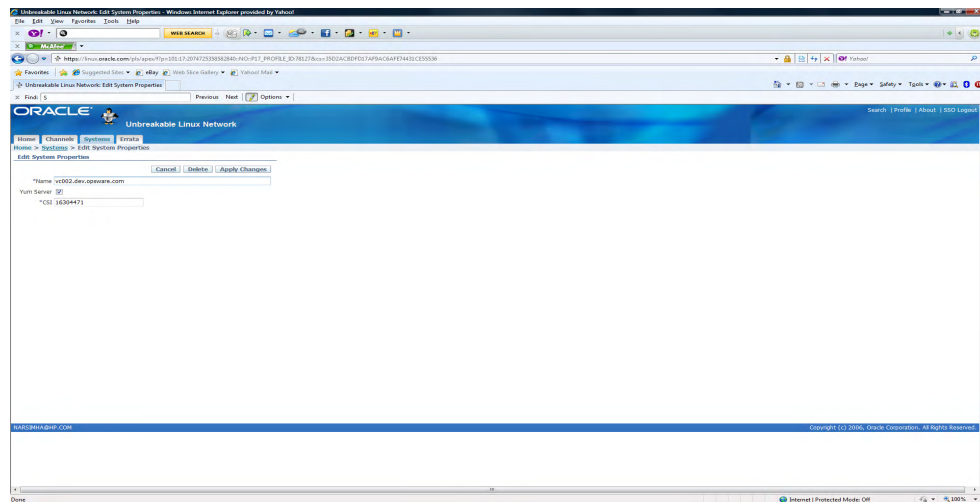 Unbreakable Linux Network: Edit System Properties - Windows Internet Explorer provided by Yahoo!
File Edit View Favorites Tools Help
WEB SEARCH
McAfee
Yahoo!
Favorites Suggested Sites eBay Web Slice Gallery Yahoo! Mail
Unbreakable Linux Network: Edit System Properties
Page Safety Tools
Find: S Previous Next Options
ORACLE
Unbreakable Linux Network
Search | Profile | About | SSO Logout
Home Channels Systems Errata
Home > Systems > Edit System Properties
Edit System Properties
Cancel Delete Apply Changes
*Name vc002.dev.opsware.com
Yum Server
*CSI 16304471
NARSIMHA@HP.COM
Copyright (c) 2006, Oracle Corporation. All Rights Reserved.
Done
Internet | Protected Mode: Off
100%